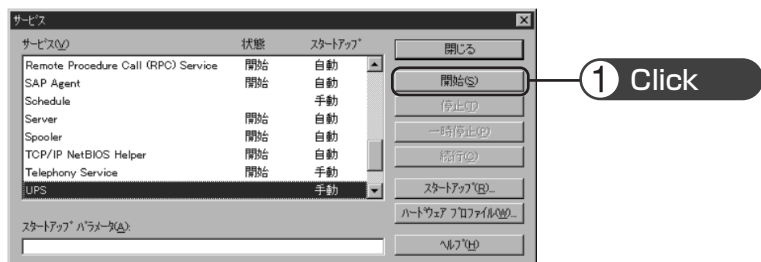 サービス
サービス(V) 状態 スタートアップ
Remote Procedure Call (RPC) Service 開始 自動
SAP Agent 開始 自動
Schedule 手動
Server 開始 自動
Spooler 開始 自動
TCP/IP NetBIOS Helper 開始 自動
Telephony Service 開始 手動
UPS 手動
スタートアップ パラメータ(A):
閉じる
開始(S)
停止(T)
一時停止(P)
続行(C)
スタートアップ(R)...
ハードウェア プロファイル(W)...
ヘルプ(H)
1 Click